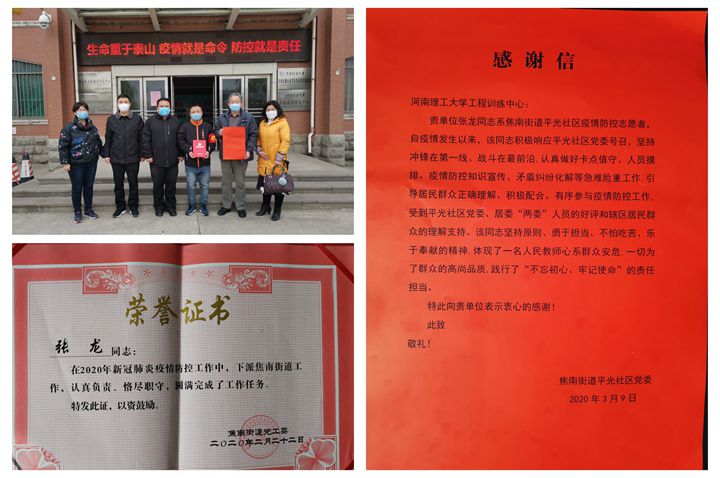 生命重于泰山 疫情就是命令 防控就是责任
荣誉证书
张龙 同志：
在2020年新冠肺炎疫情防控工作中，下派焦南街道工
作，认真负责、恪尽职守，圆满完成了工作任务。
特发此证，以资鼓励。
焦南街道党工委
二〇二〇年二月二十二日
感谢信
河南理工大学工程训练中心：
贵单位张龙同志系焦南街道平光社区疫情防控志愿者，
自疫情发生以来，该同志积极响应平光社区党委号召，坚持
冲锋在第一线、战斗在最前沿，认真做好卡点值守、人员摸
排、疫情防控知识宣传、矛盾纠纷化解等急难险重工作，引
导居民群众正确理解、积极配合、有序参与疫情防控工作，
受到平光社区党委、居委“两委”人员的好评和辖区居民群
众的理解支持。该同志坚持原则、勇于担当、不怕吃苦、乐
于奉献的精神，体现了一名人民教师心系群众安危，一切为
了群众的高尚品质，践行了“不忘初心、牢记使命”的责任
担当。
特此向贵单位表示衷心的感谢！
此致
敬礼！
焦南街道平光社区党委
2020年3月9日